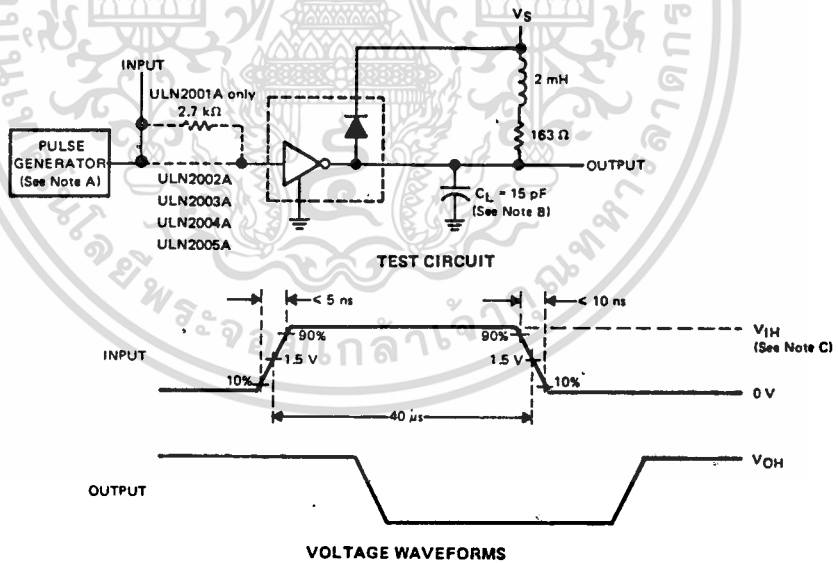 VS
INPUT
ULN2001A only
2.7 kΩ
2 mH
163 Ω
PULSE
GENERATOR
(See Note A)
OUTPUT
ULN2002A
ULN2003A
ULN2004A
ULN2005A
CL = 15 pF
(See Note B)
TEST CIRCUIT
< 5 ns
< 10 ns
INPUT
90%
90%
VIH
(See Note C)
1.5 V
1.5 V
10%
10%
0 V
40 μs
OUTPUT
VOH
VOLTAGE WAVEFORMS